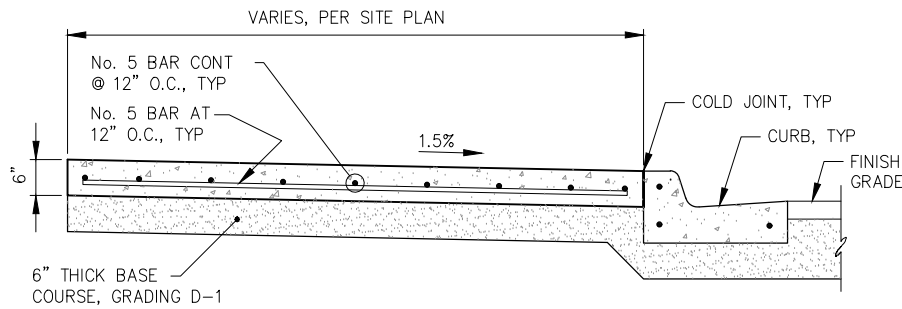 VARIES, PER SITE PLAN
No. 5 BAR CONT
@ 12" O.C., TYP
No. 5 BAR AT
12" O.C., TYP
1.5%
COLD JOINT, TYP
CURB, TYP
FINISH
GRADE
6"
6" THICK BASE
COURSE, GRADING D-1